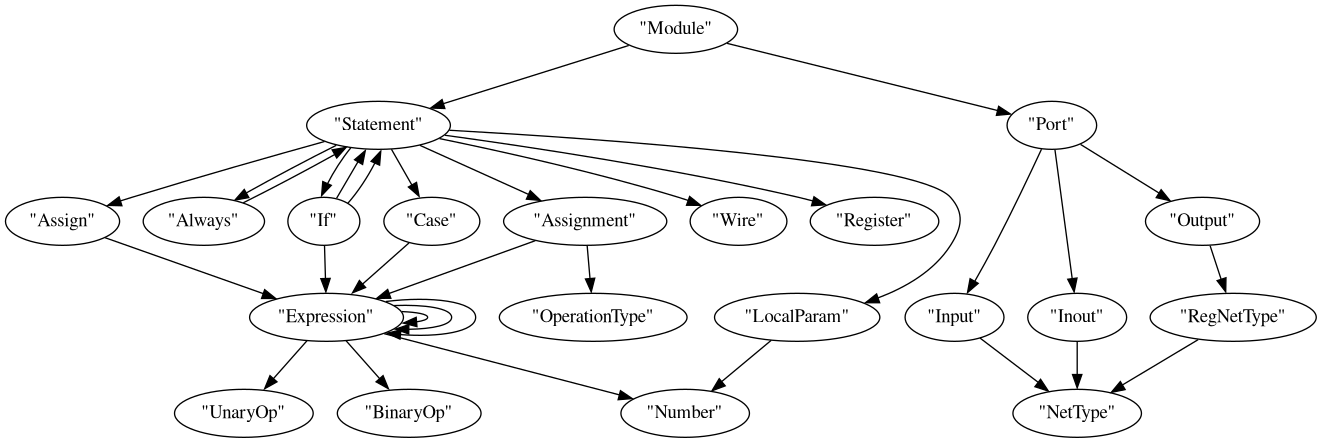 "Module"
"Statement"
"Port"
"Assign"
"Always"
"If"
"Case"
"Assignment"
"Wire"
"Register"
"Output"
"Expression"
"OperationType"
"LocalParam"
"Input"
"Inout"
"RegNetType"
"UnaryOp"
"BinaryOp"
"Number"
"NetType"